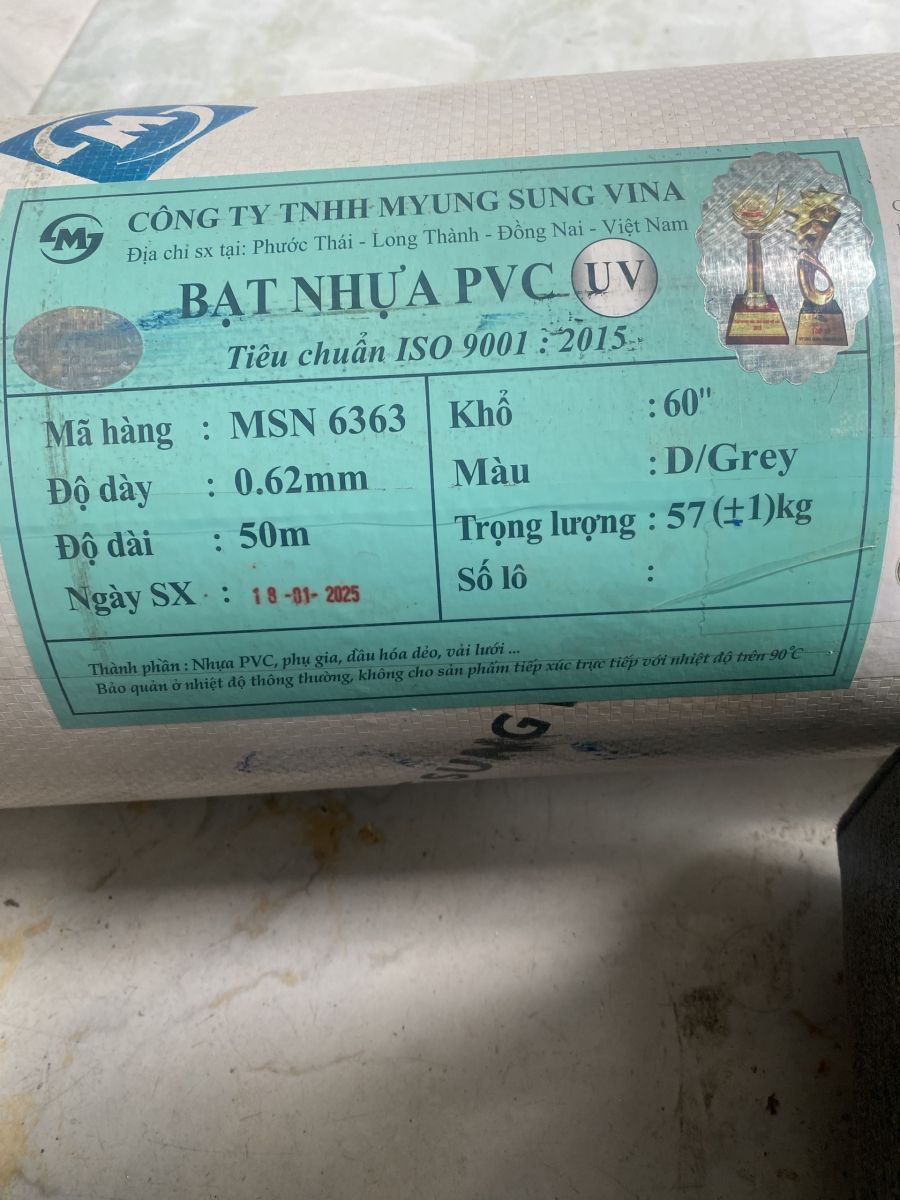 CÔNG TY TNHH MYUNG SUNG VINA
Địa chỉ sx tại: Phước Thái - Long Thành - Đồng Nai - Việt Nam
BẠT NHỰA PVC UV
Tiêu chuẩn ISO 9001 : 2015
Mã hàng : MSN 6363
Độ dày : 0.62mm
Độ dài : 50m
Ngày SX : 18-01-2025
Khổ : 60"
Màu : D/Grey
Trọng lượng : 57 (±1)kg
Số lô :
Thành phần : Nhựa PVC, phụ gia, dầu hóa dẻo, vải lưới ...
Bảo quản ở nhiệt độ thông thường, không cho sản phẩm tiếp xúc trực tiếp với nhiệt độ trên 90°C
SUNG